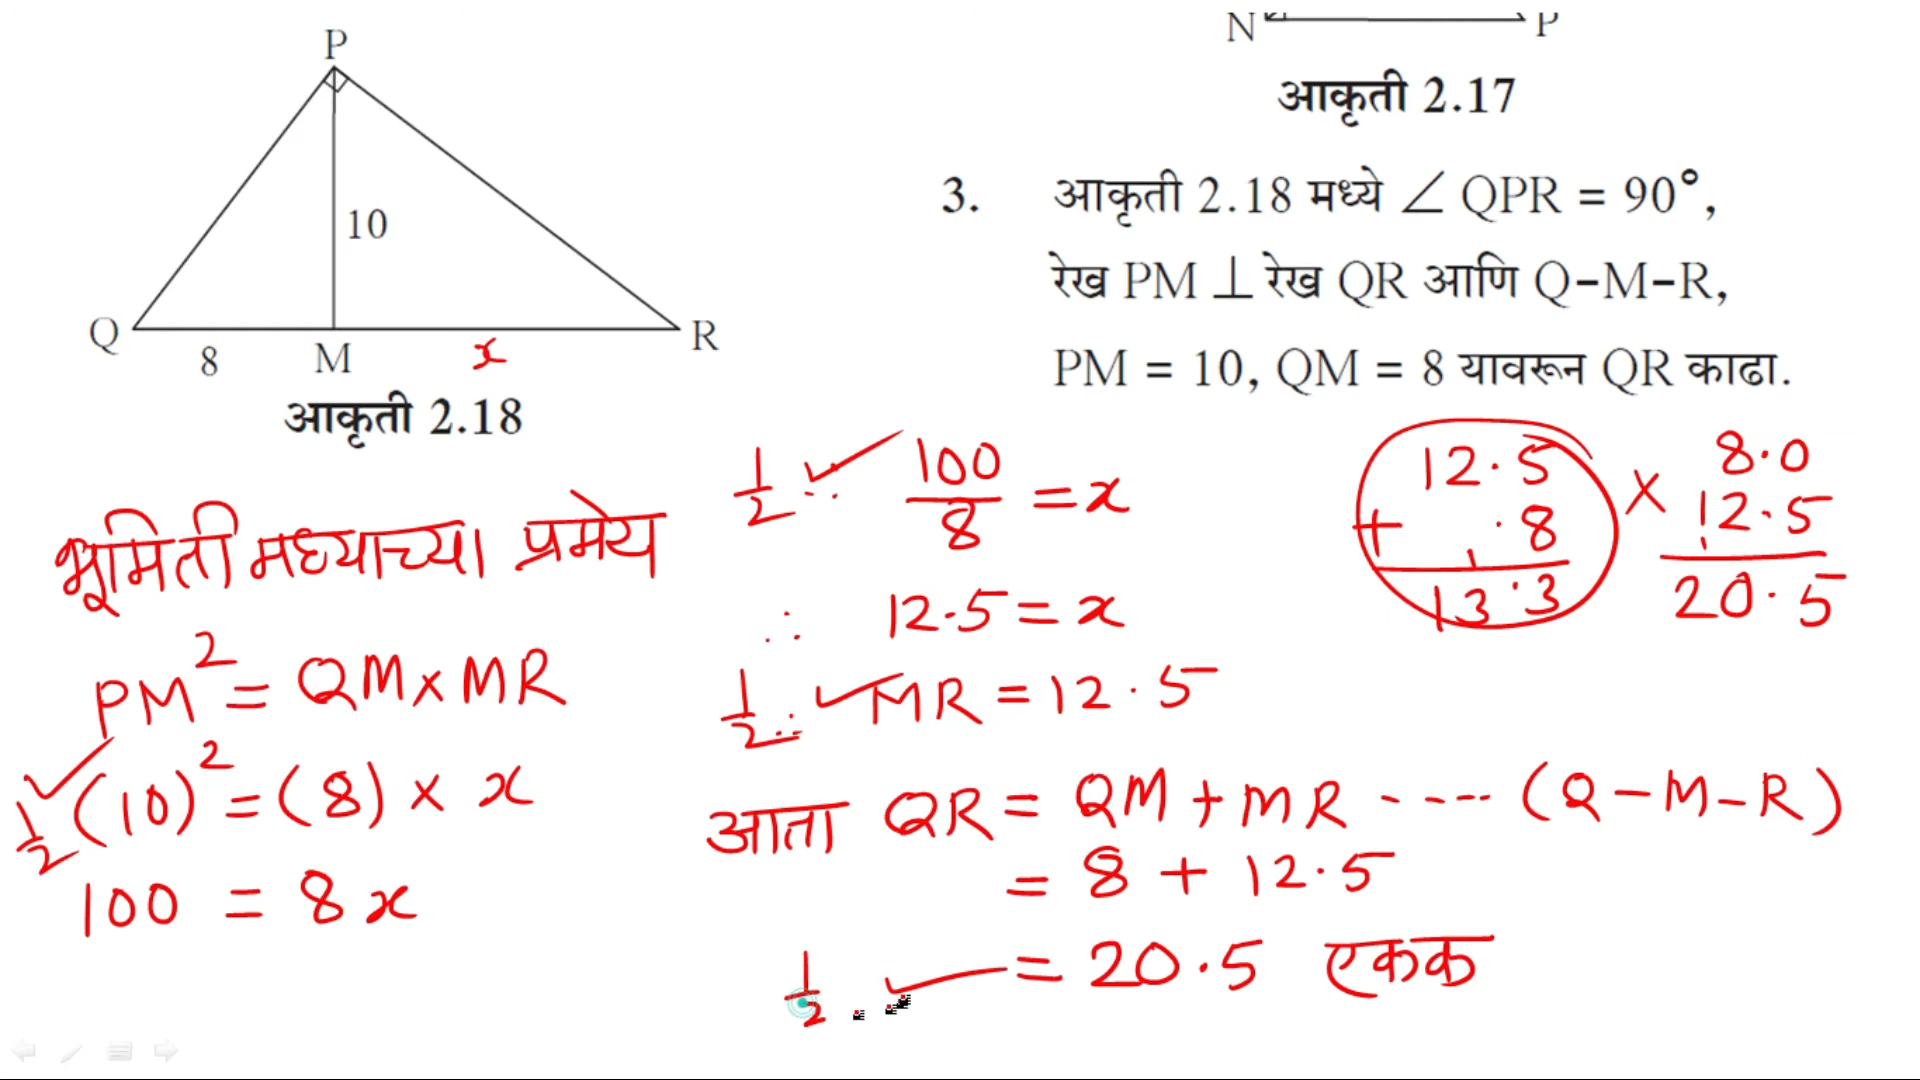 P
10
Q
8
M
x
R
आकृती 2.18
N
P
आकृती 2.17
3. आकृती 2.18 मध्ये ∠ QPR = 90°,
रेख PM ⊥ रेख QR आणि Q-M-R,
PM = 10, QM = 8 यावरून QR काढा.
भूमिती मध्याच्या प्रमेय
PM² = QM × MR
1/2 ✓ (10)² = (8) × x
100 = 8x
1/2 ∴ ✓ 100/8 = x
∴ 12.5 = x
1/2 ∴ ✓ MR = 12.5
आता QR = QM + MR ---- (Q-M-R)
= 8 + 12.5
1/2 ✓ = 20.5 एकक
12.5
+ .8
13.3
×
8.0
12.5
20.5